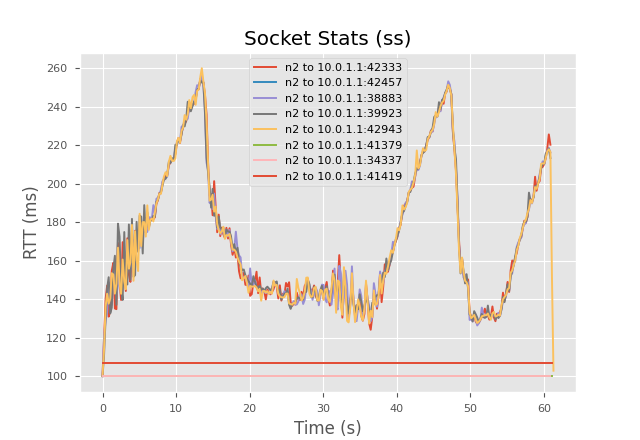 Socket Stats (ss)
n2 to 10.0.1.1:42333
n2 to 10.0.1.1:42457
n2 to 10.0.1.1:38883
n2 to 10.0.1.1:39923
n2 to 10.0.1.1:42943
n2 to 10.0.1.1:41379
n2 to 10.0.1.1:34337
n2 to 10.0.1.1:41419
RTT (ms)
260
240
220
200
180
160
140
120
100
0 10 20 30 40 50 60
Time (s)